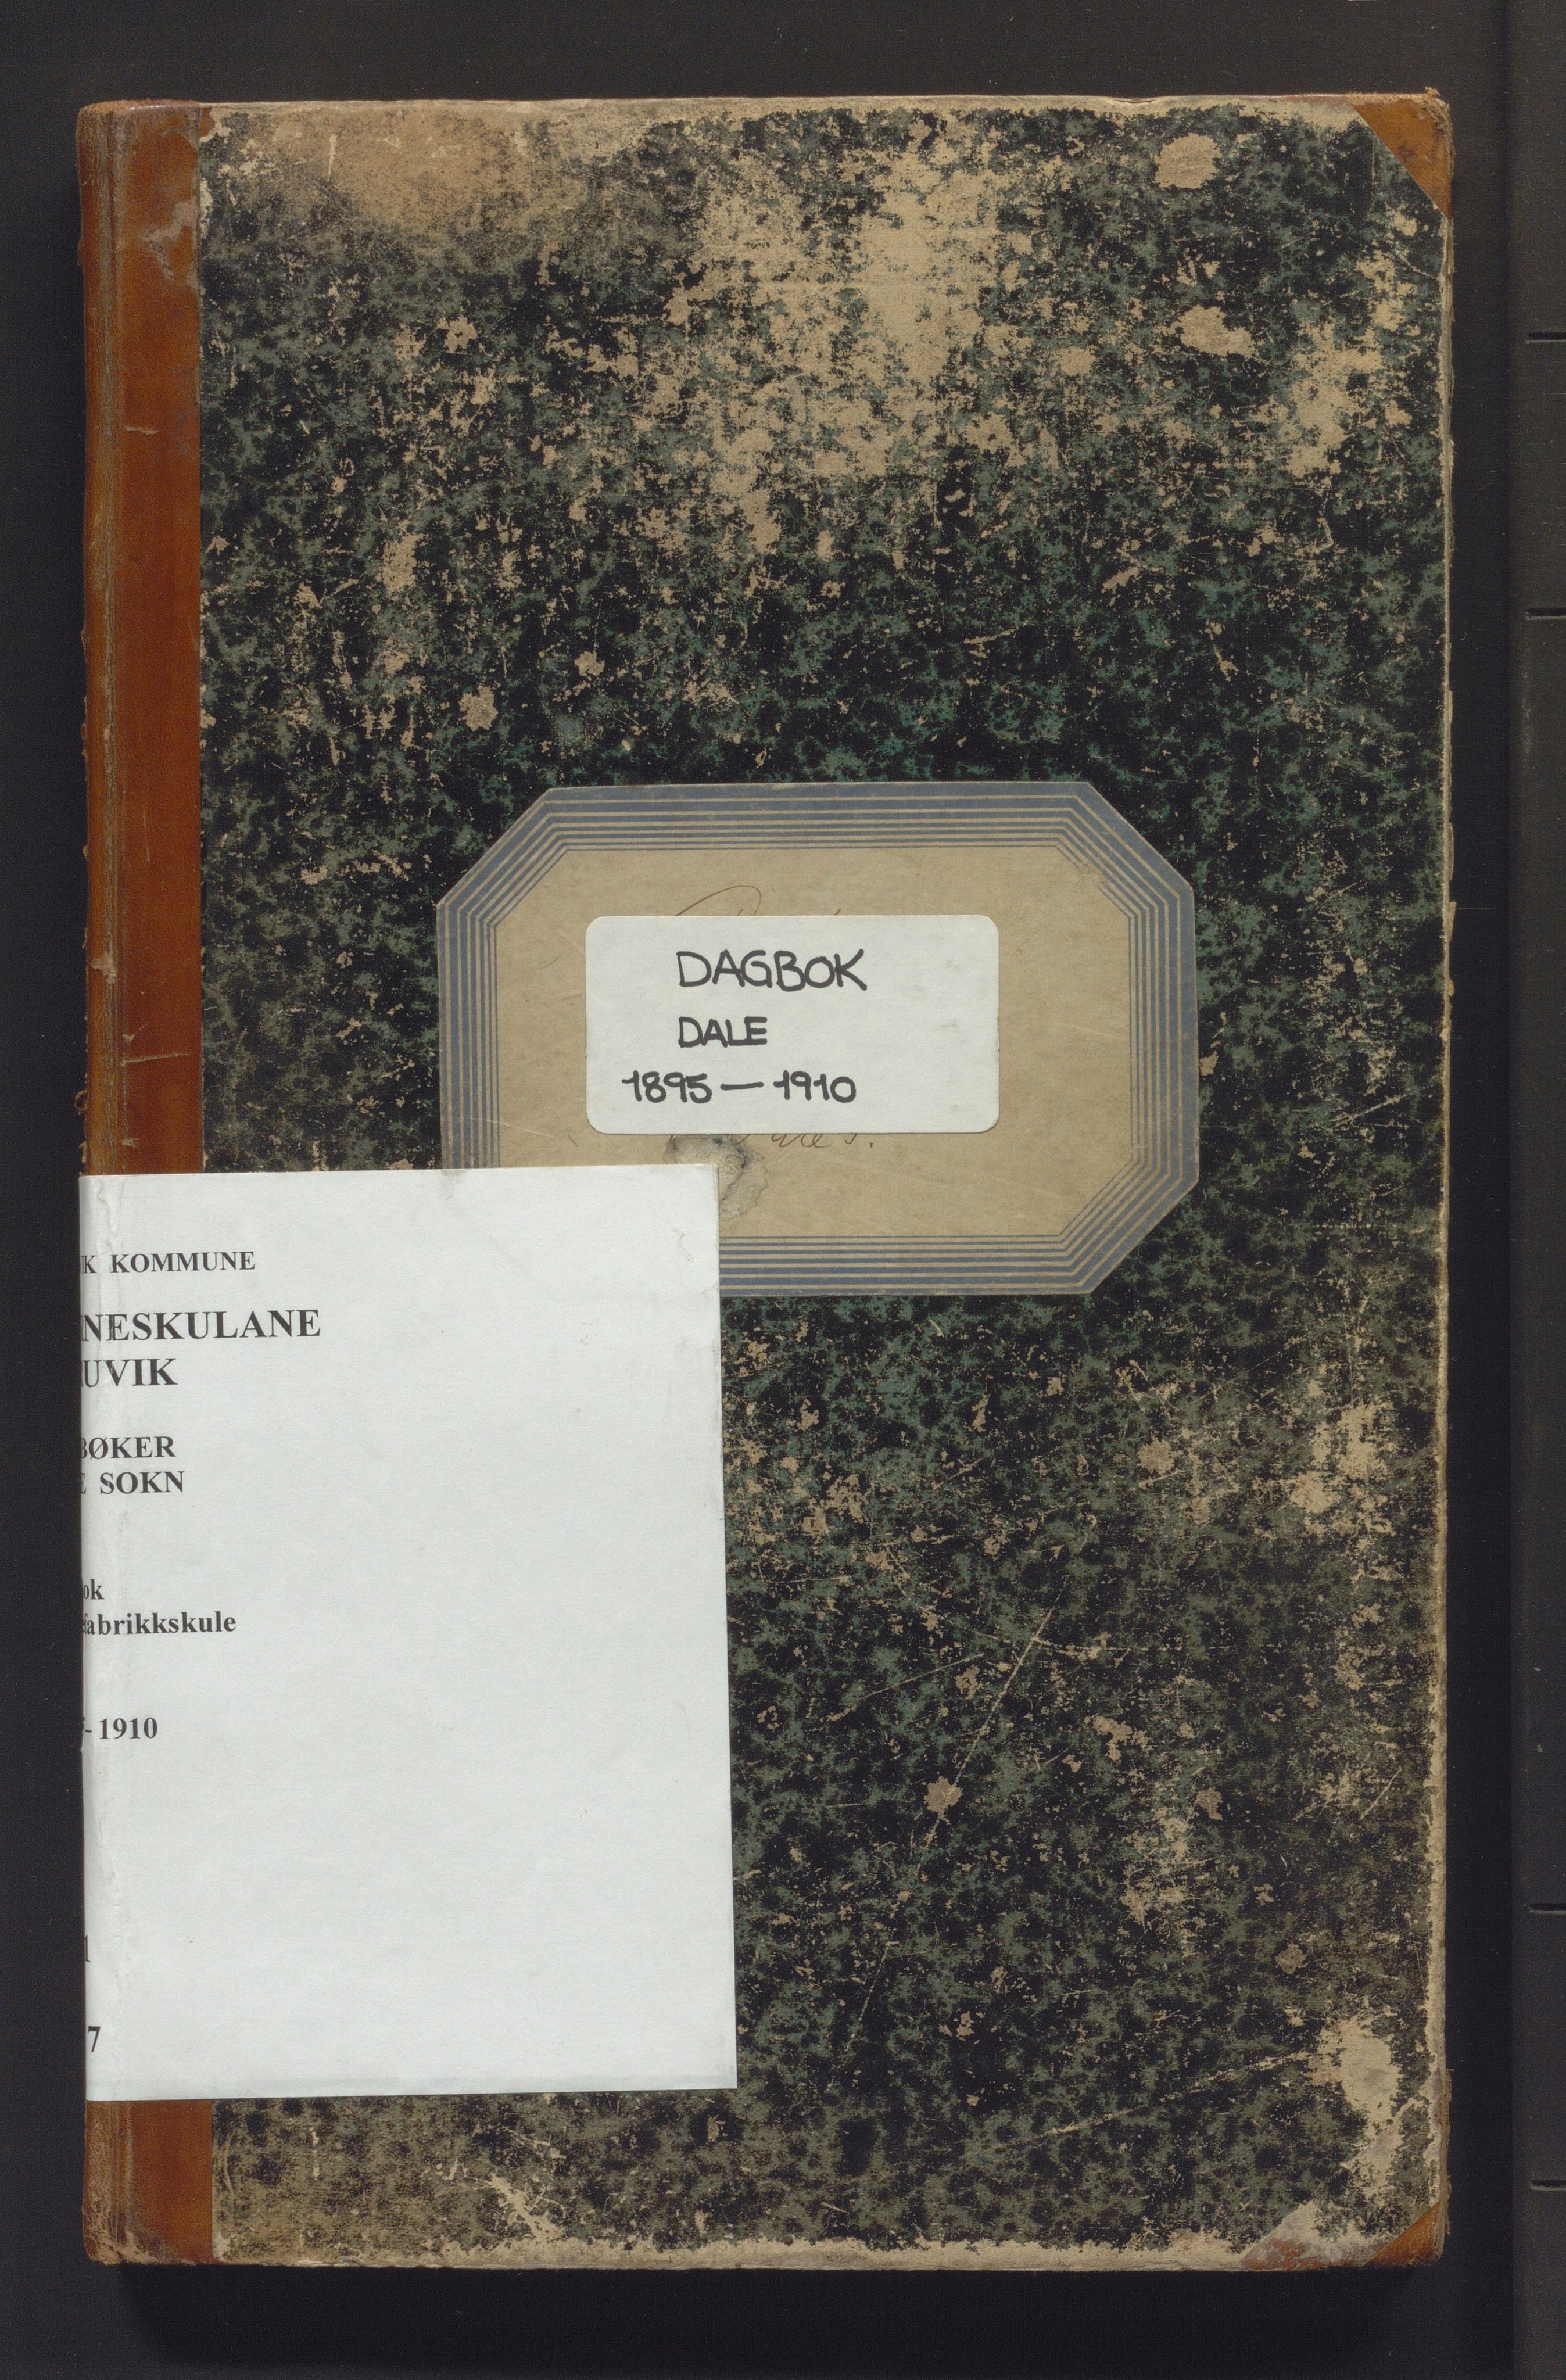 DAGBOK
DALE
1895 — 1910
KOMMUNE
NESKULANE
UVIK
BØKER
SOKN
ok
fabrikkskule
- 1910
1
7